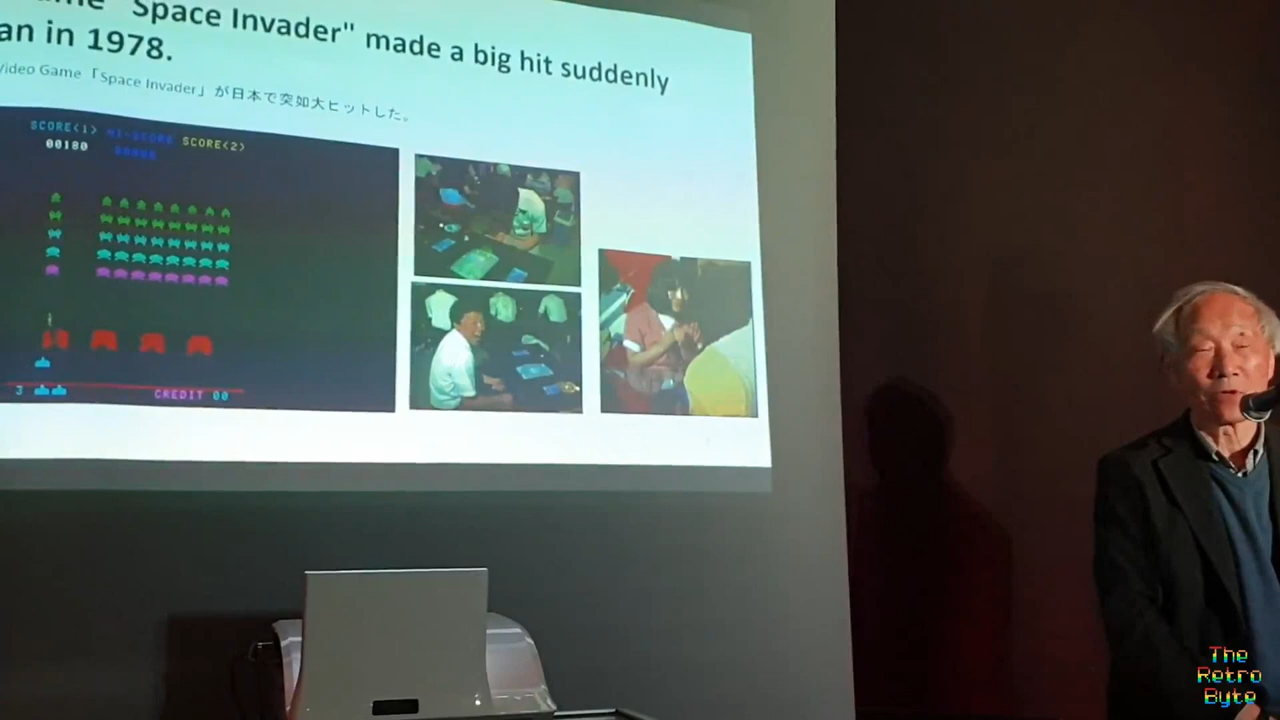 "Space Invader" made a big hit suddenly
an in 1978.
Video Game「Space Invader」が日本で突如大ヒットした。
SCORE<1> HI-SCORE SCORE<2>
00180
3 CREDIT 00
The
Retro
Byte